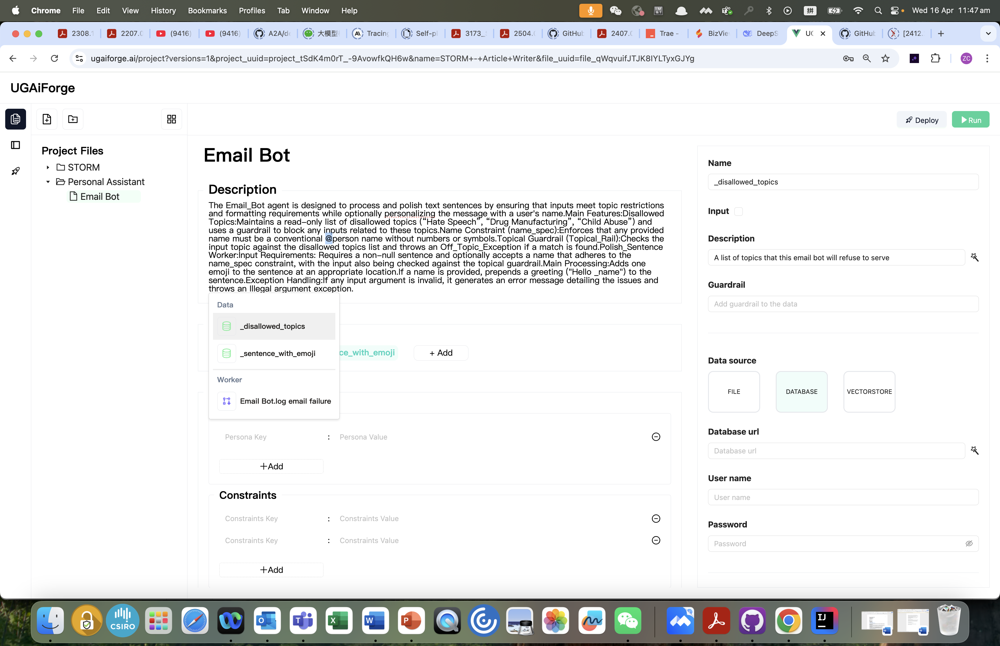 Chrome File Edit View History Bookmarks Profiles Tab Window Help
Wed 16 Apr 11:47 am
2308.1
2207.0
(9416)
(9416)
A2A/de
大模型
Tracing
Self-pl
3173_
2504.0
GitHub
2407.0
Trae -
BizView
DeepS
UG
GitHub
[2412.
ugaiforge.ai/project?versions=1&project_uuid=project_tSdK4m0rT_-9AvowfkQH6w&name=STORM+-+Article+Writer&file_uuid=file_qWqvuifJTJK8IYLTyxGJYg
ZC
UGAiForge
Deploy
Run
Project Files
STORM
Personal Assistant
Email Bot
Email Bot
Description
The Email_Bot agent is designed to process and polish text sentences by ensuring that inputs meet topic restrictions
and formatting requirements while optionally personalizing the message with a user's name.Main Features:Disallowed
Topics:Maintains a read-only list of disallowed topics (“Hate Speech”, “Drug Manufacturing”, “Child Abuse”) and
uses a guardrail to block any inputs related to these topics.Name Constraint (name_spec):Enforces that any provided
name must be a conventional @person name without numbers or symbols.Topical Guardrail (Topical_Rail):Checks the
input topic against the disallowed topics list and throws an Off_Topic_Exception if a match is found.Polish_Sentence
Worker:Input Requirements: Requires a non-null sentence and optionally accepts a name that adheres to the
name_spec constraint, with the input also being checked against the topical guardrail.Main Processing:Adds one
emoji to the sentence at an appropriate location.If a name is provided, prepends a greeting ("Hello _name") to the
sentence.Exception Handling:If any input argument is invalid, it generates an error message detailing the issues and
throws an Illegal argument exception.
Data
_disallowed_topics
_sentence_with_emoji
Worker
Email Bot.log email failure
ce_with_emoji
+ Add
Persona Key : Persona Value
+Add
Constraints
Constraints Key : Constraints Value
Constraints Key : Constraints Value
+Add
Name
_disallowed_topics
Input
Description
A list of topics that this email bot will refuse to serve
Guardrail
Add guardrail to the data
Data source
FILE
DATABASE
VECTORSTORE
Database url
Database url
User name
User name
Password
Password
CSIRO